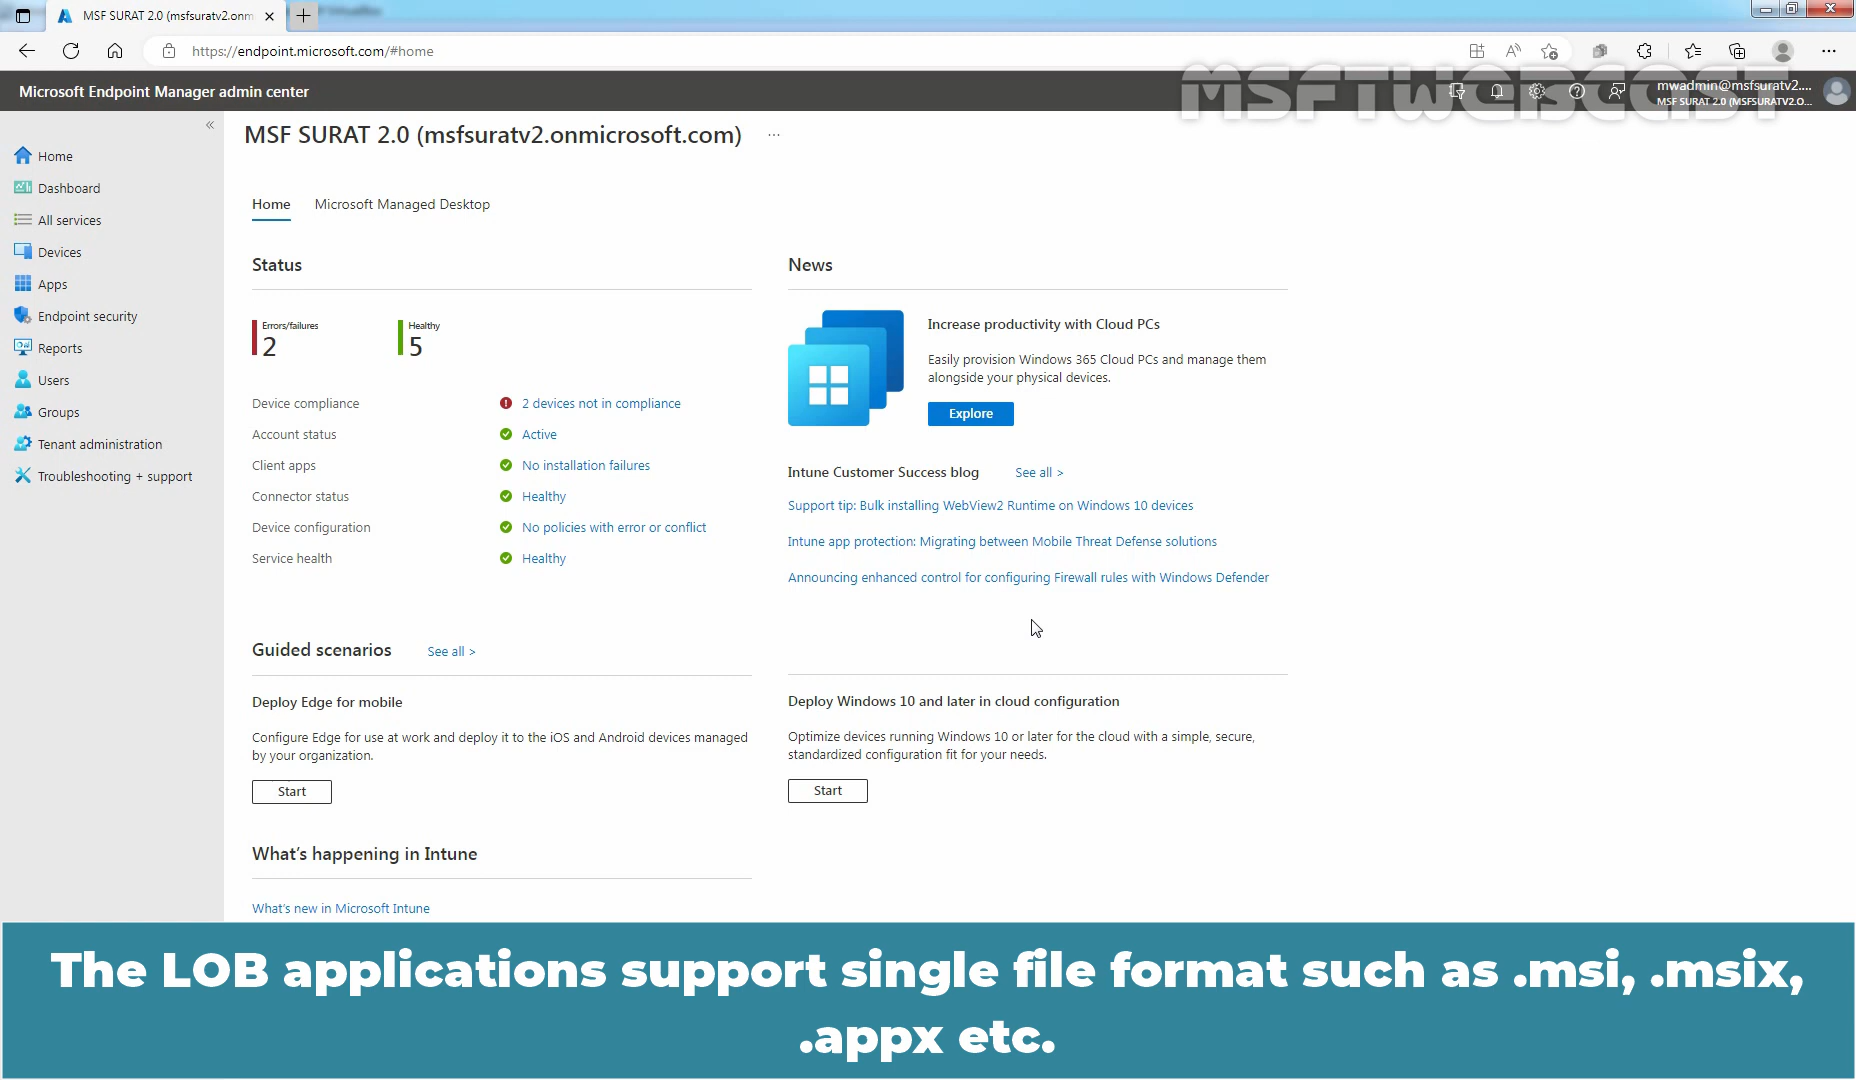 MSF SURAT 2.0 (msfsuratv2.onm
https://endpoint.microsoft.com/#home
MSFTWEBCAST
Microsoft Endpoint Manager admin center
mwadmin@msfsuratv2....
MSF SURAT 2.0 (MSFSURATV2.O...
MSF SURAT 2.0 (msfsuratv2.onmicrosoft.com) ...
Home
Dashboard
All services
Devices
Apps
Endpoint security
Reports
Users
Groups
Tenant administration
Troubleshooting + support
Home Microsoft Managed Desktop
Status
Errors/failures
2
Healthy
5
Device compliance 2 devices not in compliance
Account status Active
Client apps No installation failures
Connector status Healthy
Device configuration No policies with error or conflict
Service health Healthy
News
Increase productivity with Cloud PCs
Easily provision Windows 365 Cloud PCs and manage them
alongside your physical devices.
Explore
Intune Customer Success blog See all >
Support tip: Bulk installing WebView2 Runtime on Windows 10 devices
Intune app protection: Migrating between Mobile Threat Defense solutions
Announcing enhanced control for configuring Firewall rules with Windows Defender
Guided scenarios See all >
Deploy Edge for mobile
Configure Edge for use at work and deploy it to the iOS and Android devices managed
by your organization.
Start
Deploy Windows 10 and later in cloud configuration
Optimize devices running Windows 10 or later for the cloud with a simple, secure,
standardized configuration fit for your needs.
Start
What's happening in Intune
What's new in Microsoft Intune
The LOB applications support single file format such as .msi, .msix,
.appx etc.